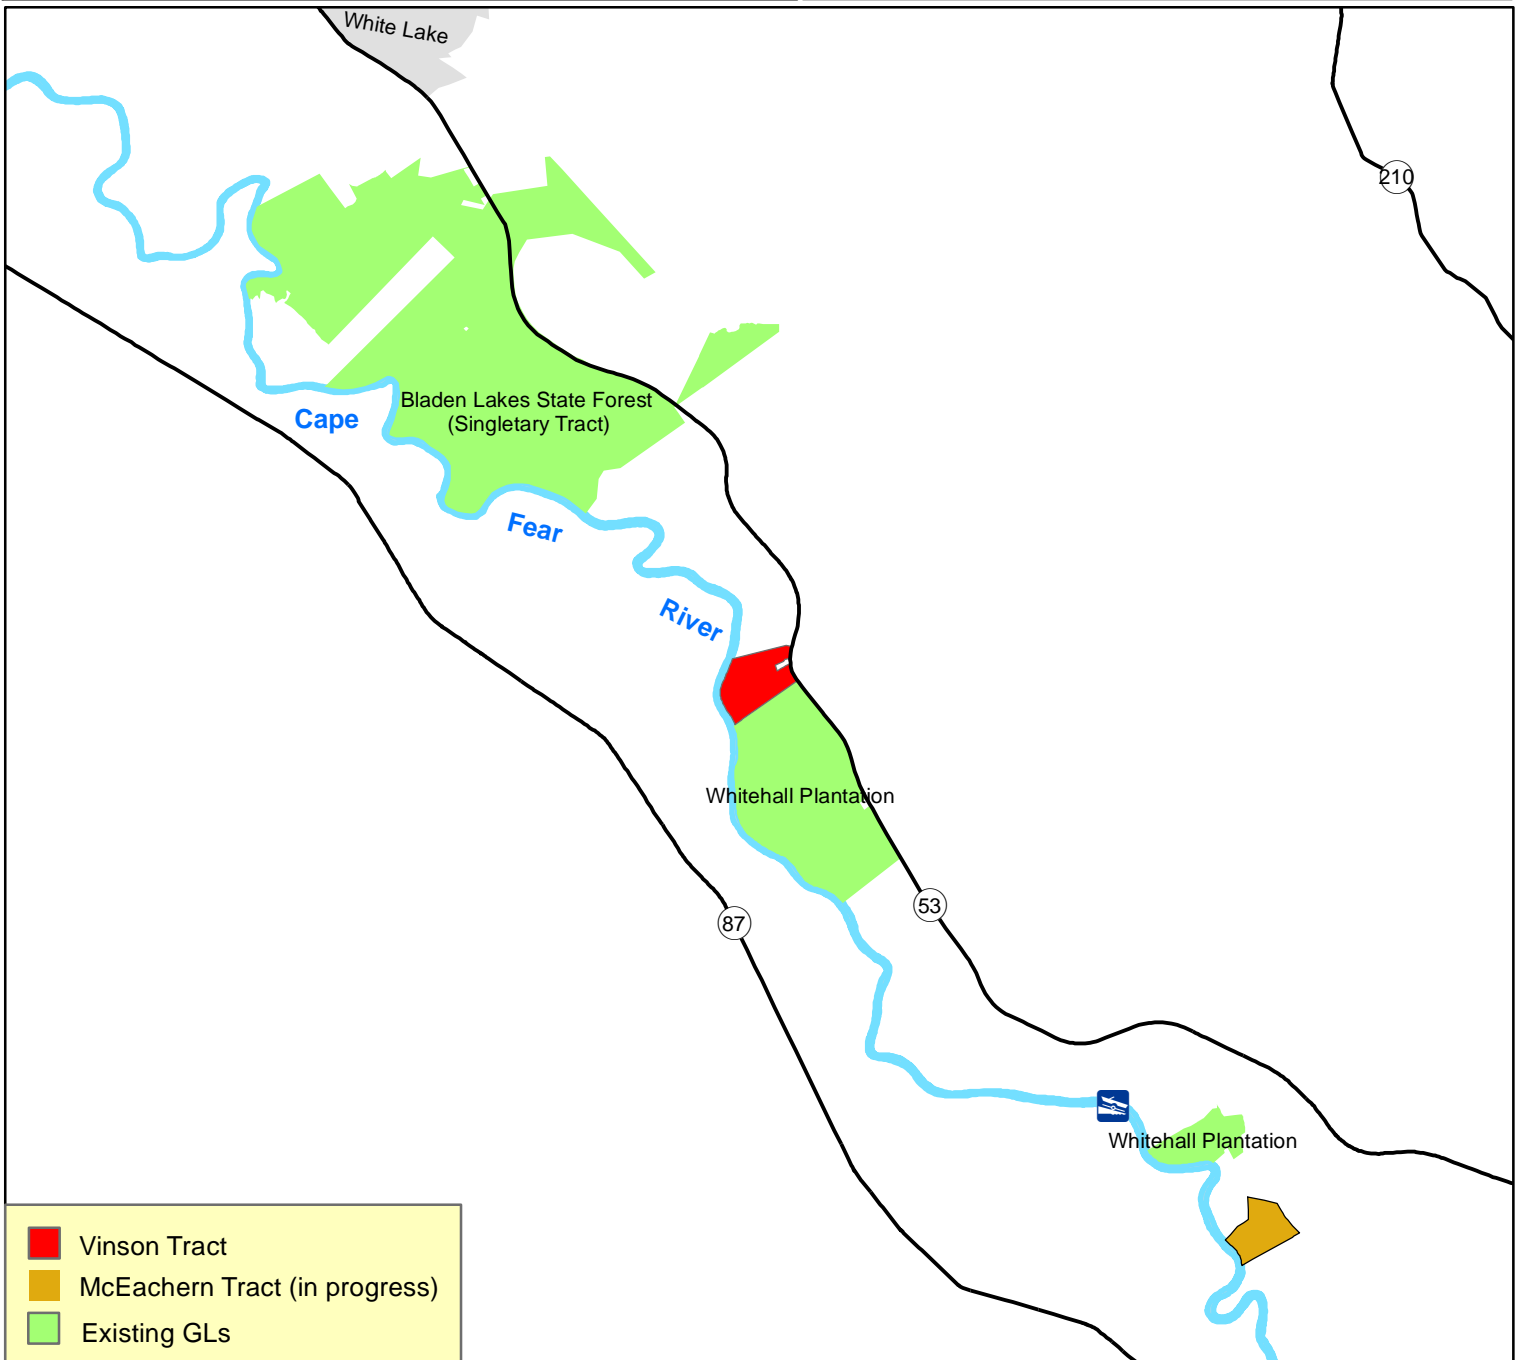 White Lake
210
Bladen Lakes State Forest
(Singletary Tract)
Cape
Fear
River
Whitehall Plantation
53
87
Whitehall Plantation
Vinson Tract
McEachern Tract (in progress)
Existing GLs